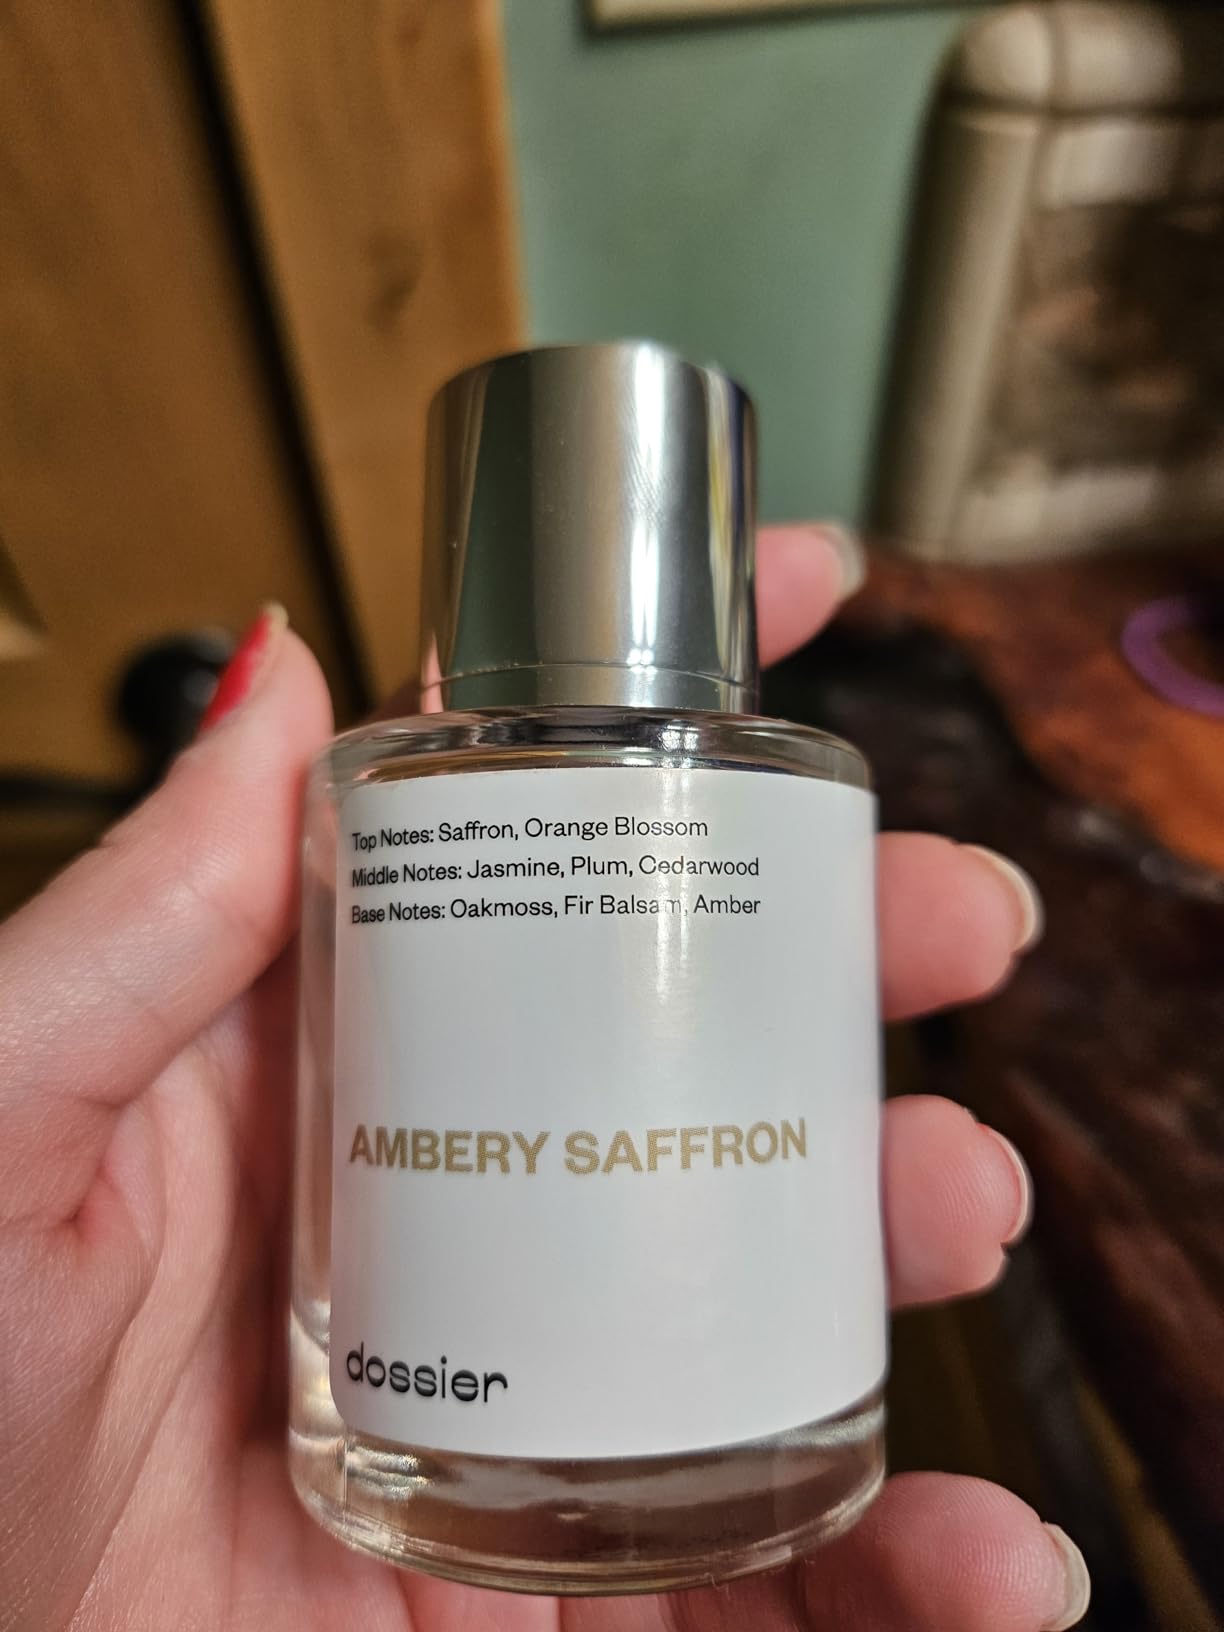 Top Notes: Saffron, Orange Blossom
Middle Notes: Jasmine, Plum, Cedarwood
Base Notes: Oakmoss, Fir Balsam, Amber
AMBERY SAFFRON
dossier